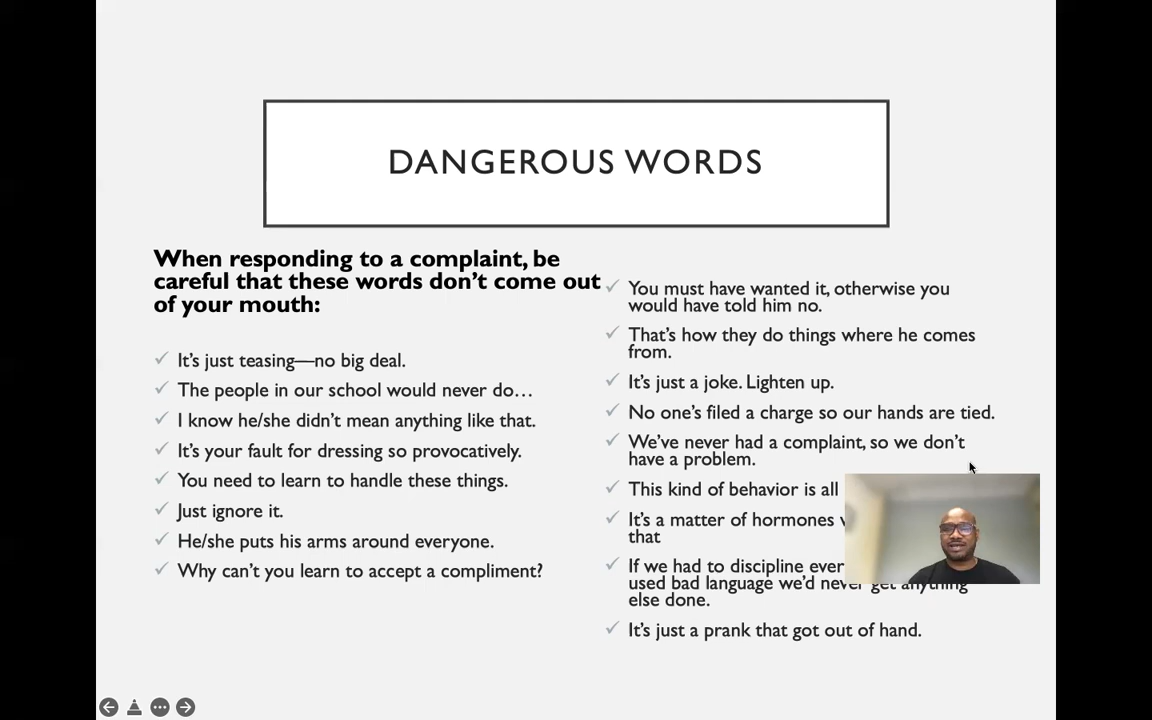 DANGEROUS WORDS
When responding to a complaint, be
careful that these words don't come out
of your mouth:
It's just teasing—no big deal.
The people in our school would never do…
I know he/she didn't mean anything like that.
It's your fault for dressing so provocatively.
You need to learn to handle these things.
Just ignore it.
He/she puts his arms around everyone.
Why can't you learn to accept a compliment?
You must have wanted it, otherwise you
would have told him no.
That's how they do things where he comes
from.
It's just a joke. Lighten up.
No one's filed a charge so our hands are tied.
We've never had a complaint, so we don't
have a problem.
This kind of behavior is all
It's a matter of hormones
that
If we had to discipline
used bad language we'd never get anything
else done.
It's just a prank that got out of hand.